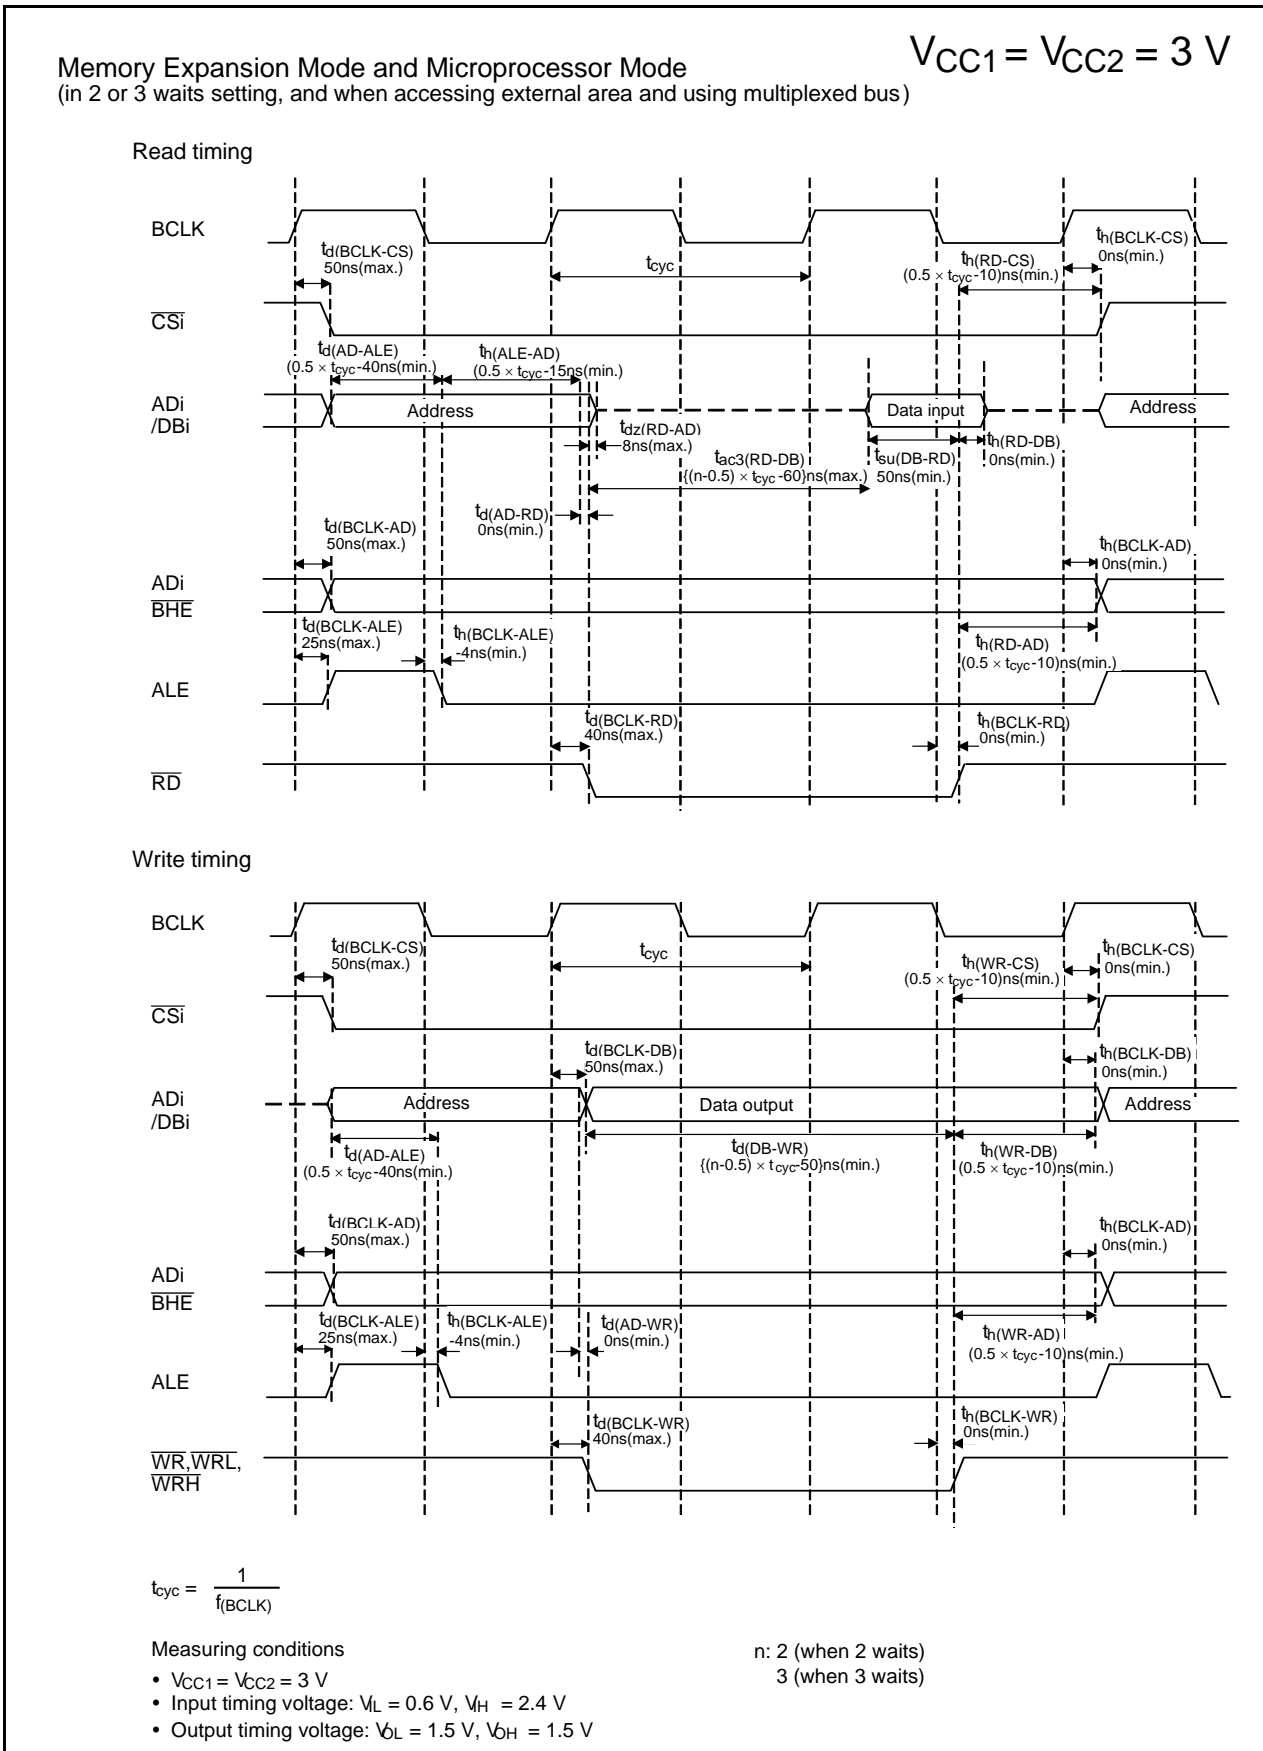 VCC1 = VCC2 = 3 V
Memory Expansion Mode and Microprocessor Mode
(in 2 or 3 waits setting, and when accessing external area and using multiplexed bus)
Read timing
BCLK
td(BCLK-CS)
50ns(max.)
tcyc
th(RD-CS)
(0.5 × tcyc-10)ns(min.)
th(BCLK-CS)
0ns(min.)
CSi
td(AD-ALE)
(0.5 × tcyc-40ns(min.)
th(ALE-AD)
(0.5 × tcyc-15ns(min.)
ADi
/DBi
Address
Data input
Address
tdz(RD-AD)
8ns(max.)
tac3(RD-DB)
{(n-0.5) × tcyc-60}ns(max.)
tsu(DB-RD)
50ns(min.)
th(RD-DB)
0ns(min.)
td(AD-RD)
0ns(min.)
td(BCLK-AD)
50ns(max.)
th(BCLK-AD)
0ns(min.)
ADi
BHE
td(BCLK-ALE)
25ns(max.)
th(BCLK-ALE)
-4ns(min.)
th(RD-AD)
(0.5 × tcyc-10)ns(min.)
ALE
td(BCLK-RD)
40ns(max.)
th(BCLK-RD)
0ns(min.)
RD
Write timing
BCLK
td(BCLK-CS)
50ns(max.)
tcyc
th(WR-CS)
(0.5 × tcyc-10)ns(min.)
th(BCLK-CS)
0ns(min.)
CSi
td(BCLK-DB)
50ns(max.)
th(BCLK-DB)
0ns(min.)
ADi
/DBi
Address
Data output
Address
td(AD-ALE)
(0.5 × tcyc-40ns(min.)
td(DB-WR)
{(n-0.5) × tcyc-50}ns(min.)
th(WR-DB)
(0.5 × tcyc-10)ns(min.)
td(BCLK-AD)
50ns(max.)
th(BCLK-AD)
0ns(min.)
ADi
BHE
td(BCLK-ALE)
25ns(max.)
th(BCLK-ALE)
-4ns(min.)
td(AD-WR)
0ns(min.)
th(WR-AD)
(0.5 × tcyc-10)ns(min.)
ALE
td(BCLK-WR)
40ns(max.)
th(BCLK-WR)
0ns(min.)
WR,WRL,
WRH
tcyc = 1
f(BCLK)
Measuring conditions
• VCC1 = VCC2 = 3 V
• Input timing voltage: VIL = 0.6 V, VIH = 2.4 V
• Output timing voltage: VOL = 1.5 V, VOH = 1.5 V
n: 2 (when 2 waits)
3 (when 3 waits)